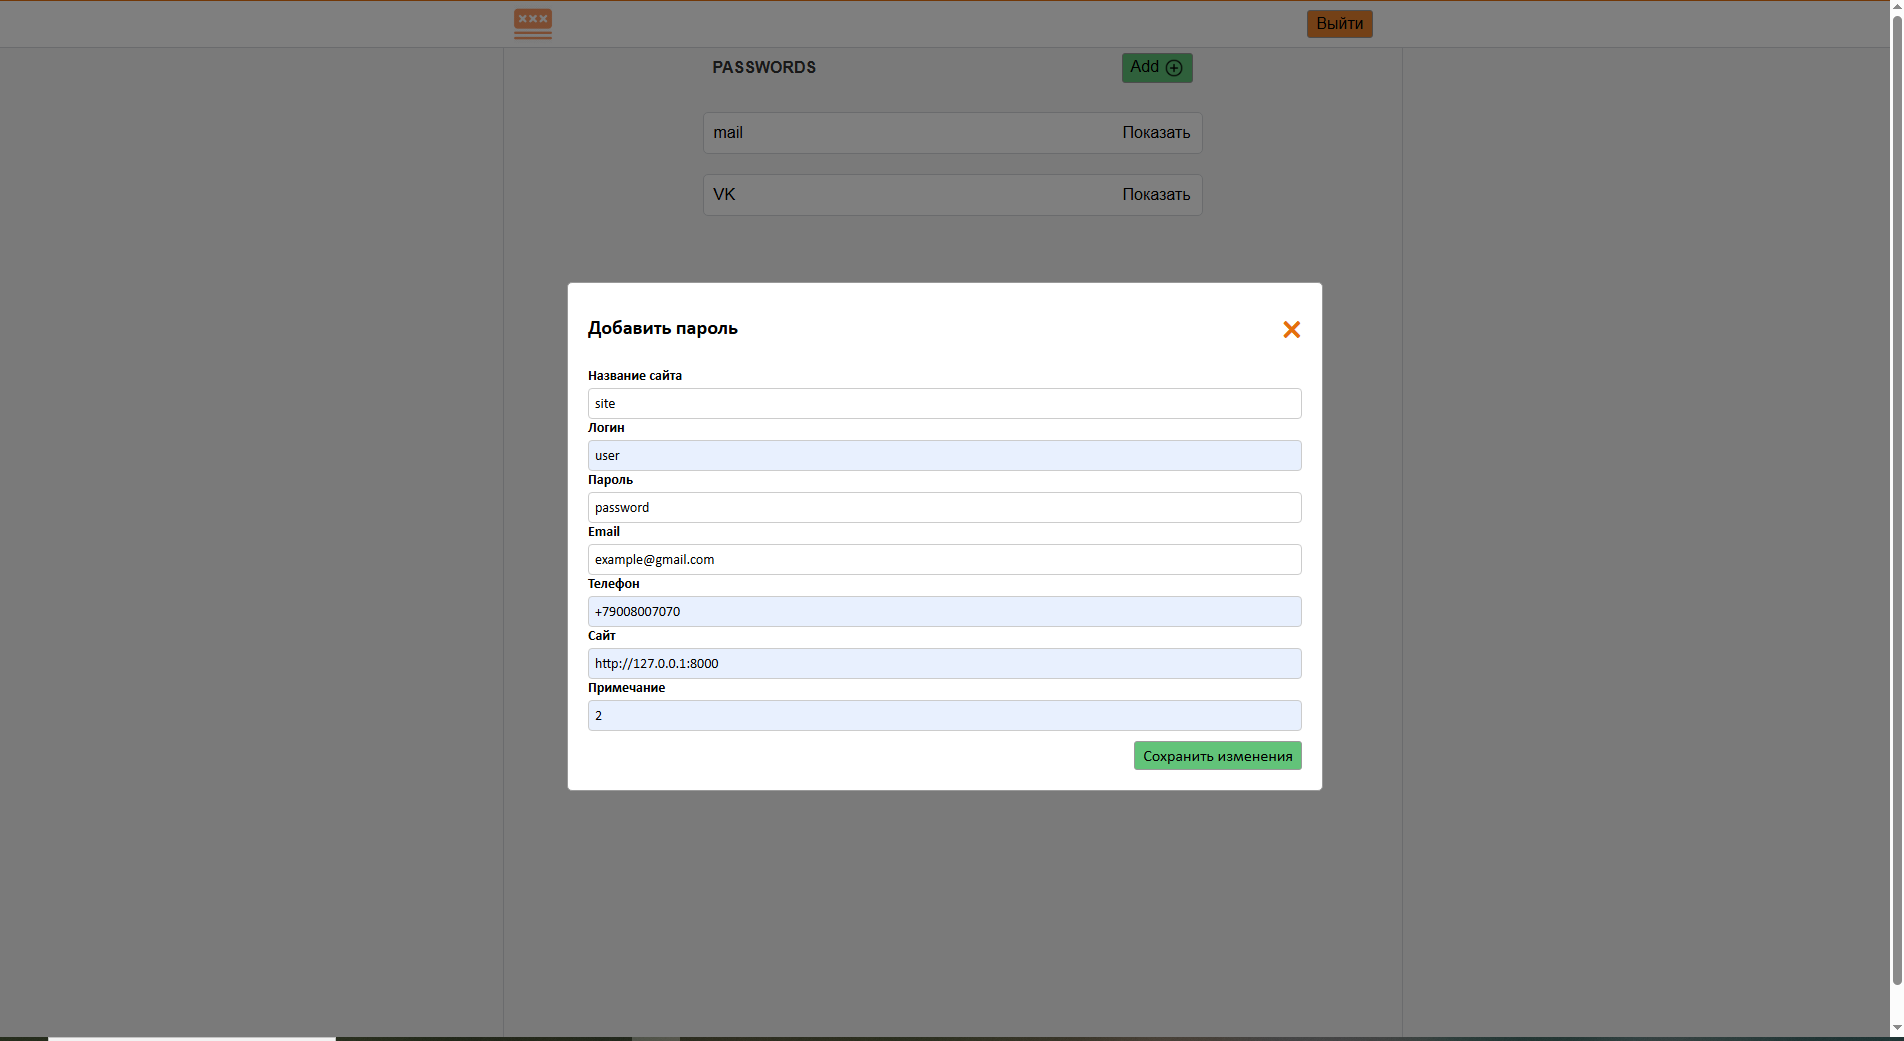 ×××
Выйти
PASSWORDS
Add
mail Показать
VK Показать
Добавить пароль
Название сайта
site
Логин
user
Пароль
password
Email
example@gmail.com
Телефон
+79008007070
Сайт
http://127.0.0.1:8000
Примечание
2
Сохранить изменения